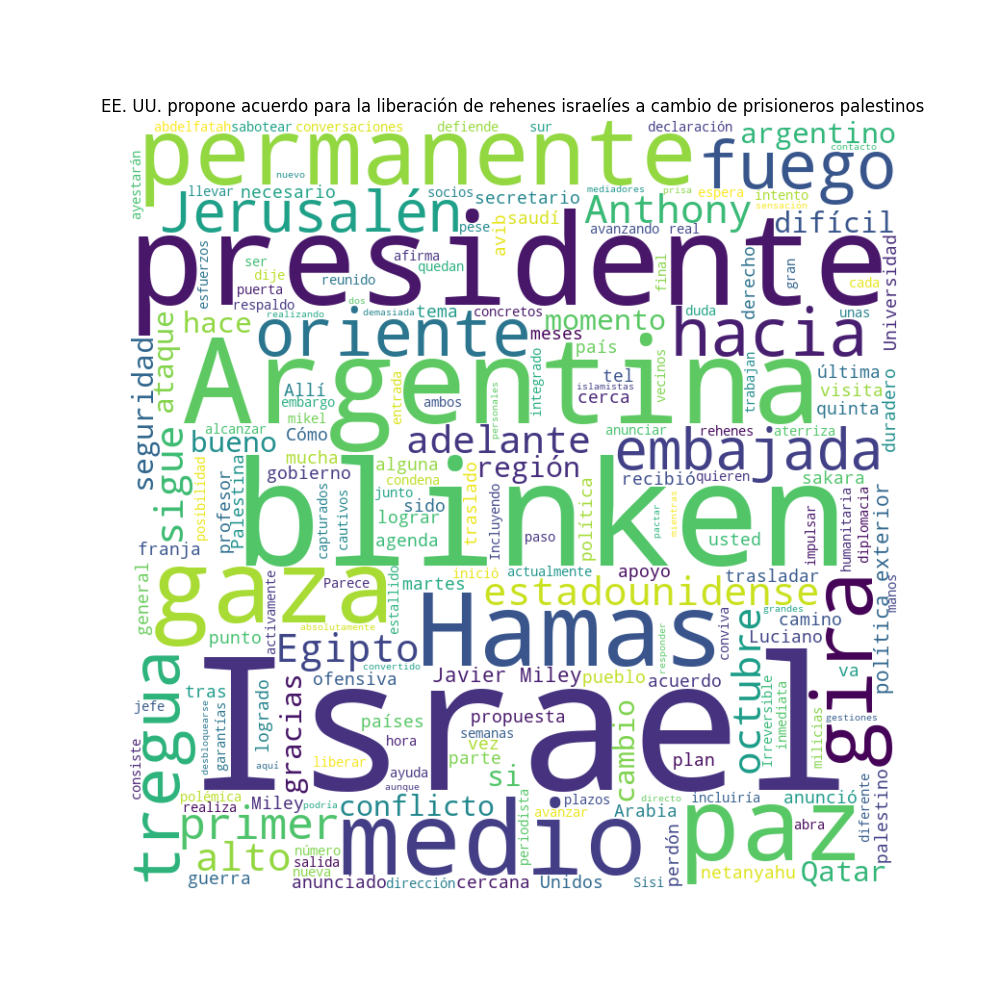 EE. UU. propone acuerdo para la liberación de rehenes israelíes a cambio de prisioneros palestinos
abdelfatah sabotear conversaciones defiende sur declaración argentino contacto
permanente fuego
ayestarán nuevo
llevar necesario socios secretario mediadores prisa espera intento sensación
Jerusalén pese avib saudí Anthony avanzando real difícil
presidente
esfuerzos ser dije puerta respaldo reunido afirma quedan final derecho gran cada Universidad
realizando dos demasiada tema concretos duda unas
hace oriente meses momento hacia
seguridad ataque Argentina
Allí embargo mikel Cómo alcanzar entrada ambos integrado país tel cerca islamistas vecinos trabajan última visita quinta duradero
personales
sigue bueno adelante anunciar rehenes aterriza embajada
mucha gobierno región recibió quieren sakara
posibilidad profesor Palestina alguna condena traslado
blinken
capturados cautivos junto sido lograr agenda Incluyendo paso política pactar mientras usted impulsar humanitaria diplomacia política exterior
franja general
gaza Parece estallido martes inició actualmente apoyo trasladar manos
estadounidense
punto activamente absolutamente Hamas responder conviva grandes camino Luciano gira
Egipto convertido va
tregua ofensiva Javier Miley pueblo acuerdo octubre
tras jefe desbloquearse garantías logrado gracias Israel Irreversible inmediata milicias gestiones
países propuesta hora semanas vez parte cambio plan
aquí liberar ayuda aunque si
consiste polémica realiza Miley podría conflicto periodista plazos avanzar directo Arabia incluiría anunció diferente palestino
primer medio paz abra
alto número salida nueva perdón
guerra anunciado dirección cercana Unidos Sisi netanyahu Qatar